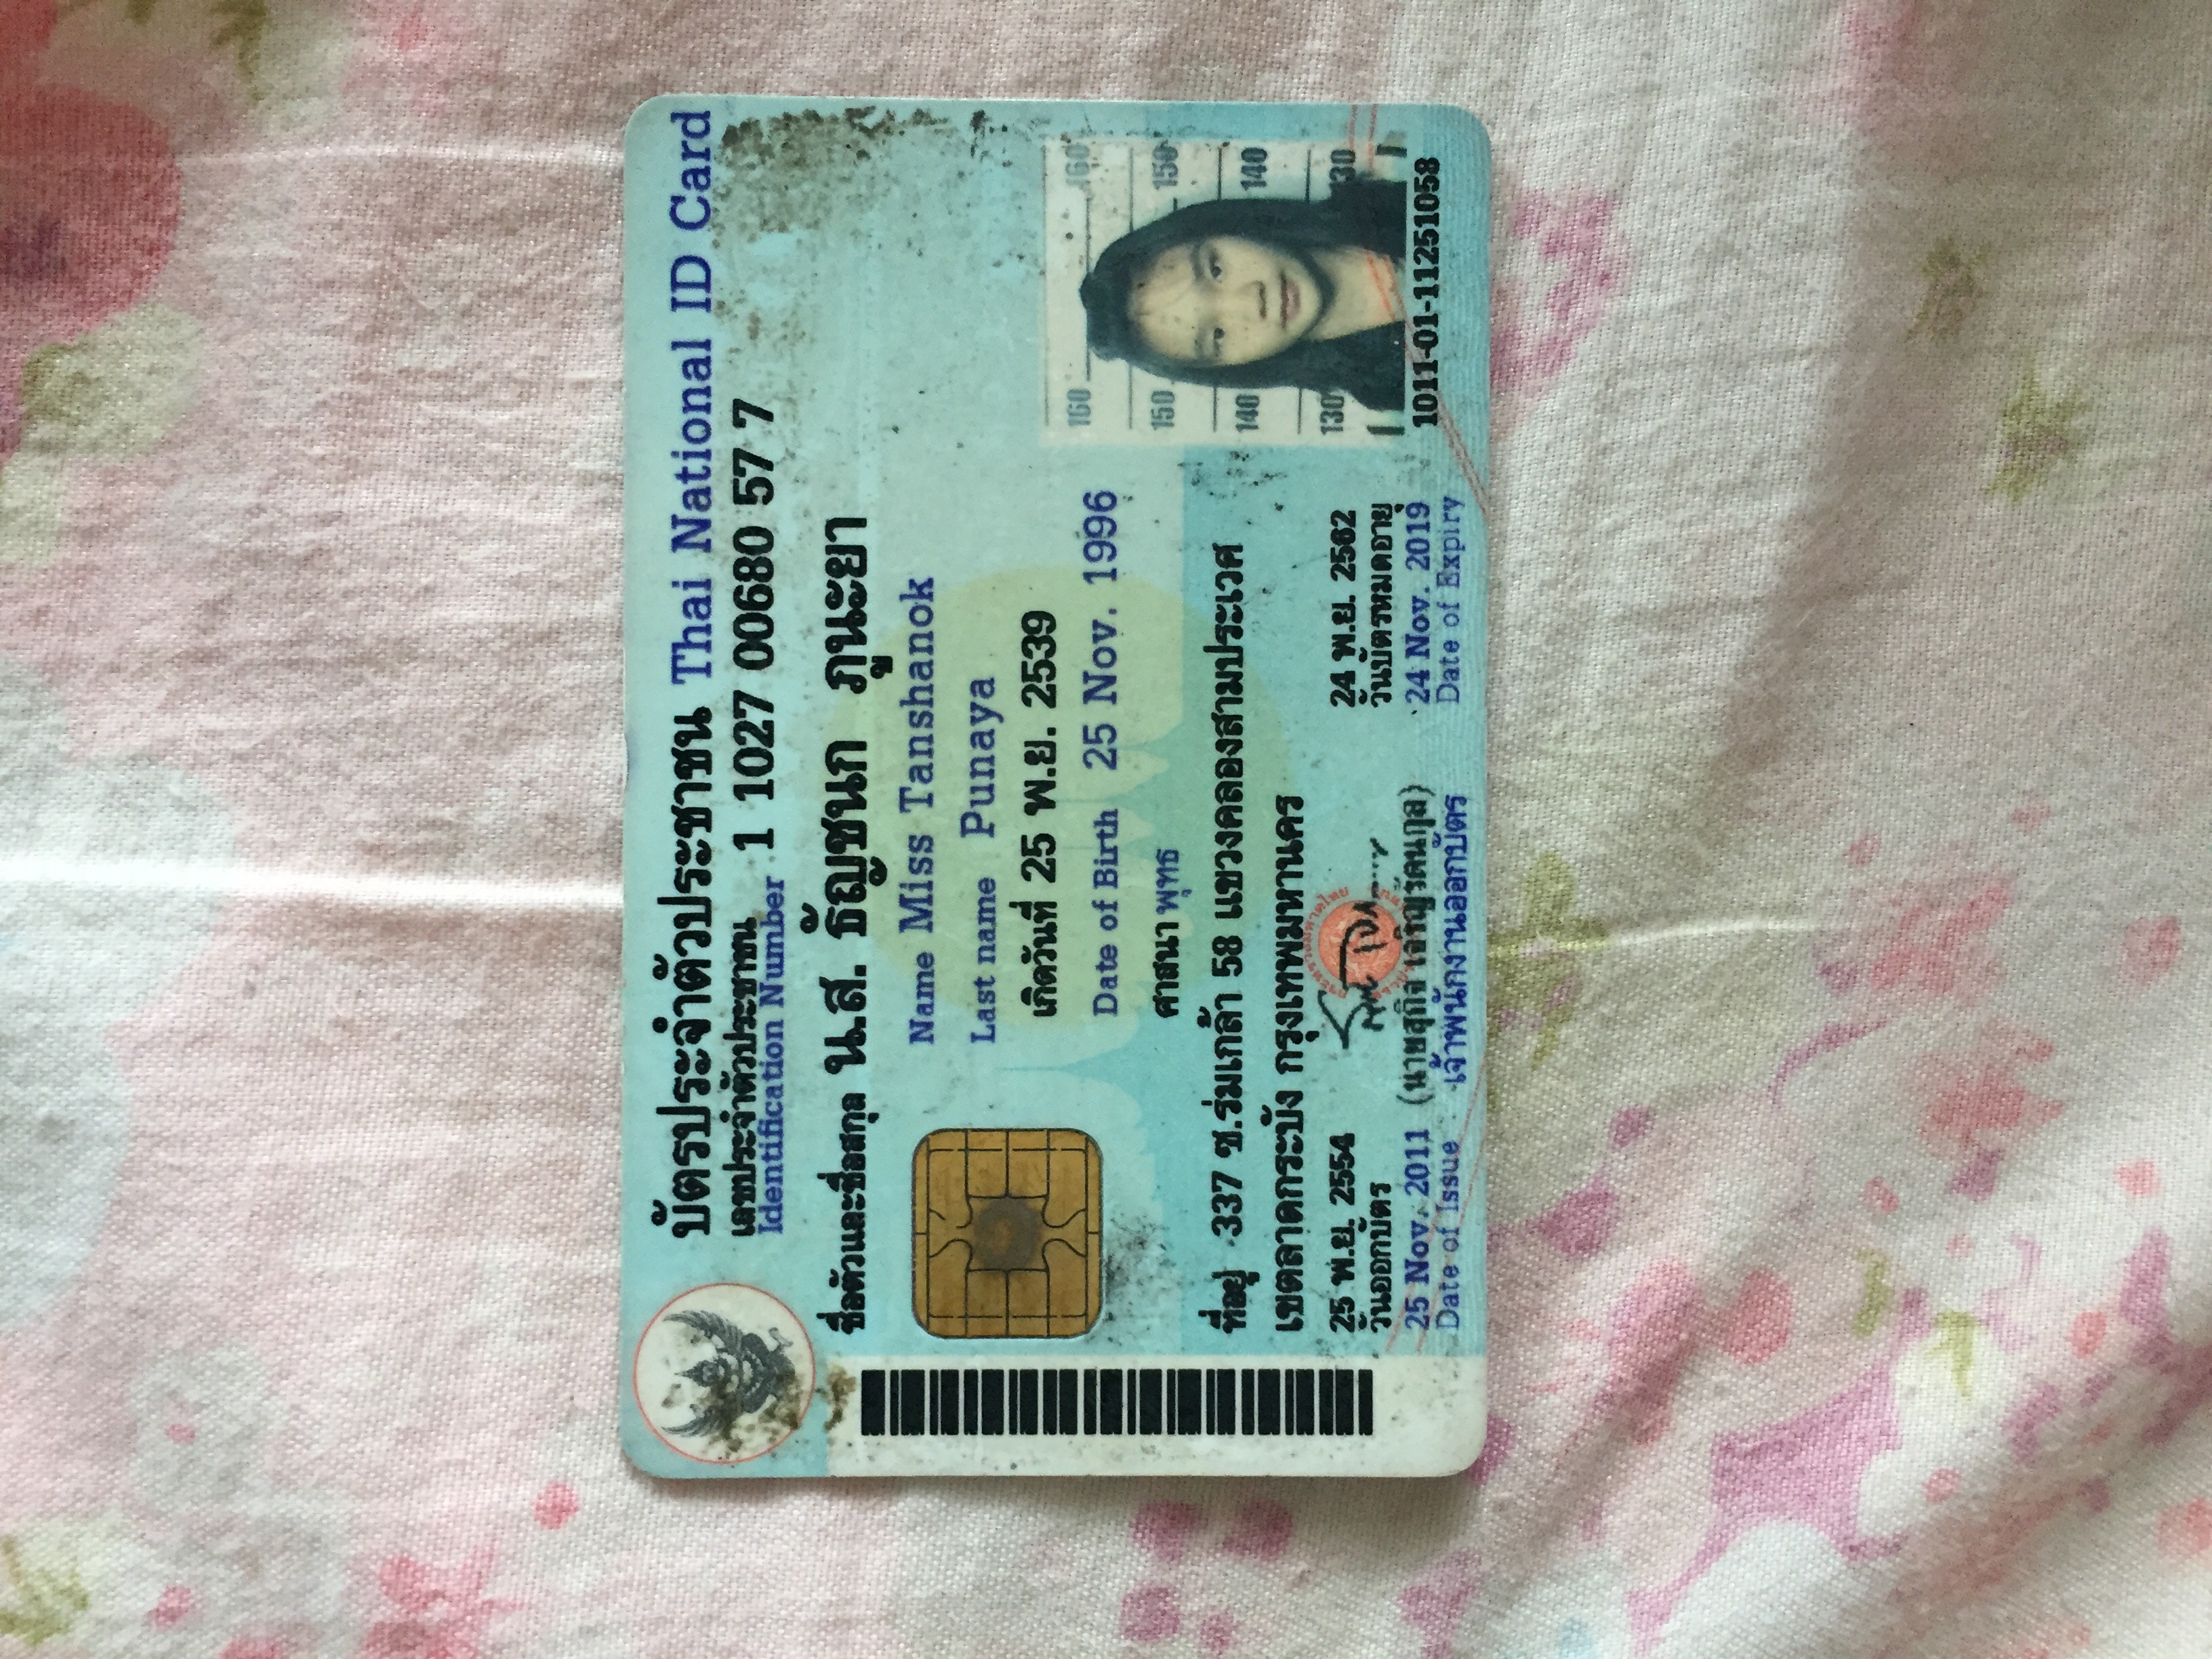 บัตรประจำตัวประชาชน Thai National ID Card
เลขประจำตัวประชาชน
Identification Number 1 1027 00680 57 7
ชื่อตัวและชื่อสกุล น.ส. ธัญชนก ภูนะยา
Name Miss Tanshanok
Last name Punaya
เกิดวันที่ 25 พ.ย. 2539
Date of Birth 25 Nov. 1996
ศาสนา พุทธ
ที่อยู่ 337 ซ.ร่มเกล้า 58 แขวงคลองสามประเวศ
เขตลาดกระบัง กรุงเทพมหานคร
160 160
150 150
140 140
130 30
25 พ.ย. 2554
วันออกบัตร
25 Nov. 2011
Date of Issue
(นายสุกิจ เจริญรัตนกุล)
เจ้าพนักงานออกบัตร
24 พ.ย. 2562
วันบัตรหมดอายุ
24 Nov. 2019
Date of Expiry
1011-01-11251058